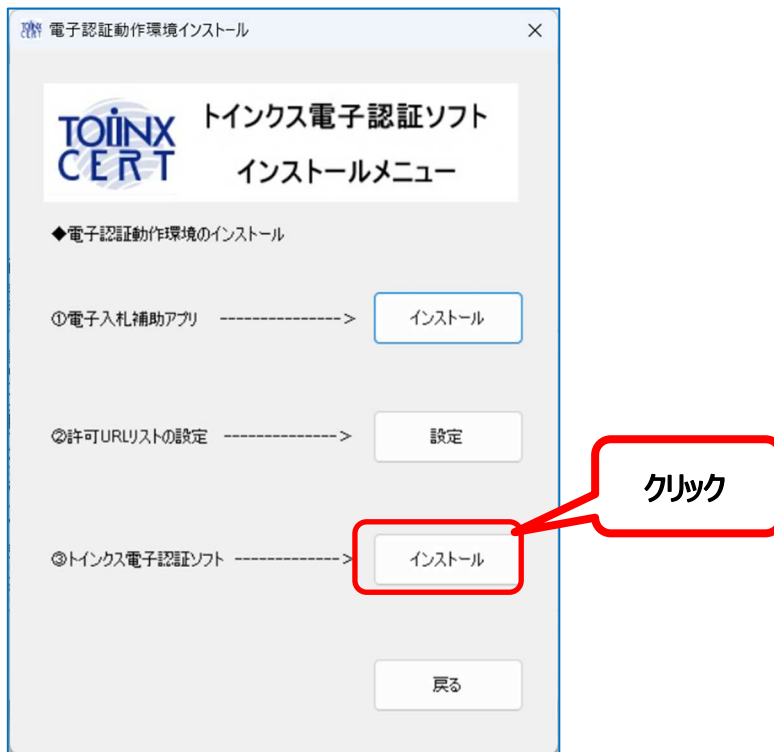 電子認証動作環境インストール
TOiNX
CERT
トインクス電子認証ソフト
インストールメニュー
◆電子認証動作環境のインストール
①電子入札補助アプリ ---------------> インストール
②許可URLリストの設定 --------------> 設定
クリック
③トインクス電子認証ソフト -------------> インストール
戻る